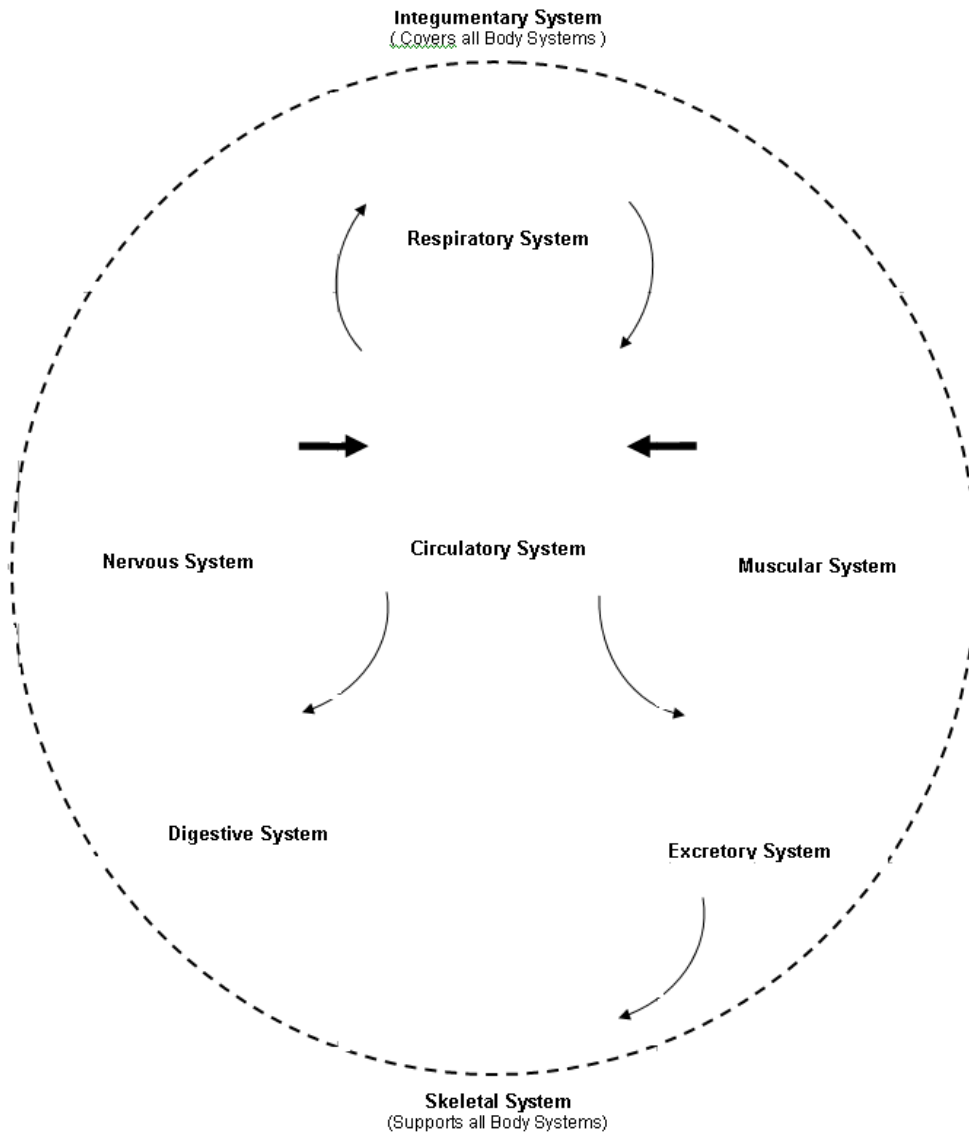 Integumentary System
( Covers all Body Systems )
Respiratory System
Nervous System
Circulatory System
Muscular System
Digestive System
Excretory System
Skeletal System
(Supports all Body Systems)